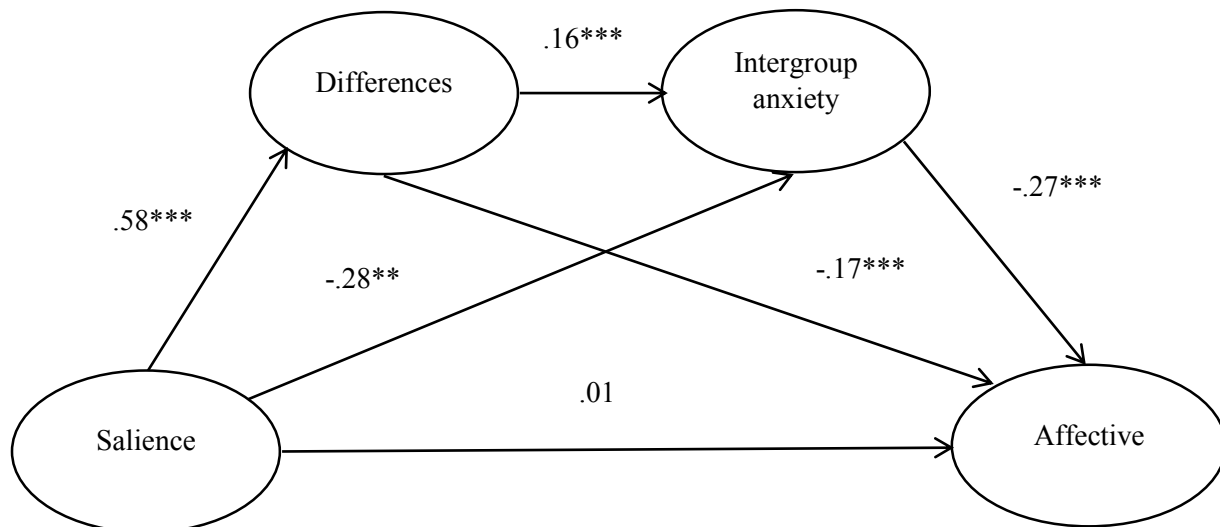 .16***
Differences
Intergroup
anxiety
.58***
-.27***
-.28**
-.17***
.01
Salience
Affective